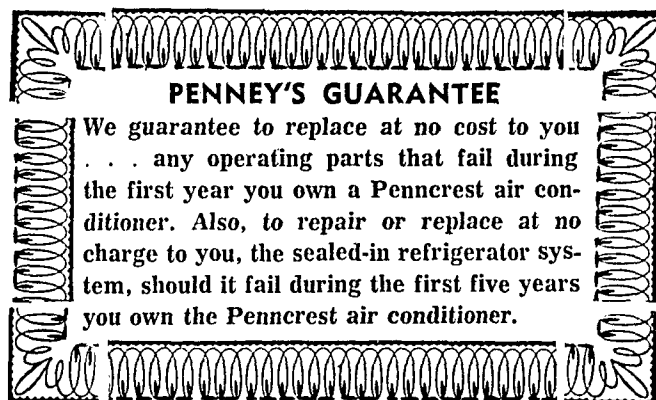 PENNEY'S GUARANTEE
We guarantee to replace at no cost to you
. . . any operating parts that fail during
the first year you own a Penncrest air con-
ditioner. Also, to repair or replace at no
charge to you, the sealed-in refrigerator sys-
tem, should it fail during the first five years
you own the Penncrest air conditioner.